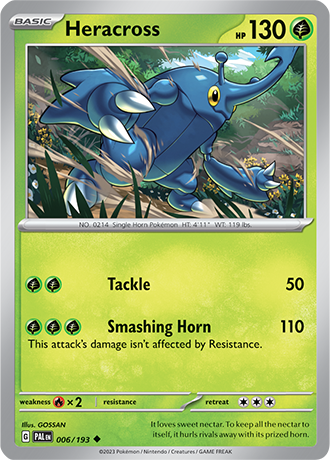 BASIC
Heracross
HP 130
NO. 0214 Single Horn Pokémon HT: 4'11" WT: 119 lbs.
Tackle 50
Smashing Horn 110
This attack's damage isn't affected by Resistance.
weakness ×2 resistance retreat
Illus. GOSSAN
G PAL EN 006/193
It loves sweet nectar. To keep all the nectar to
itself, it hurls rivals away with its prized horn.
©2023 Pokémon / Nintendo / Creatures / GAME FREAK